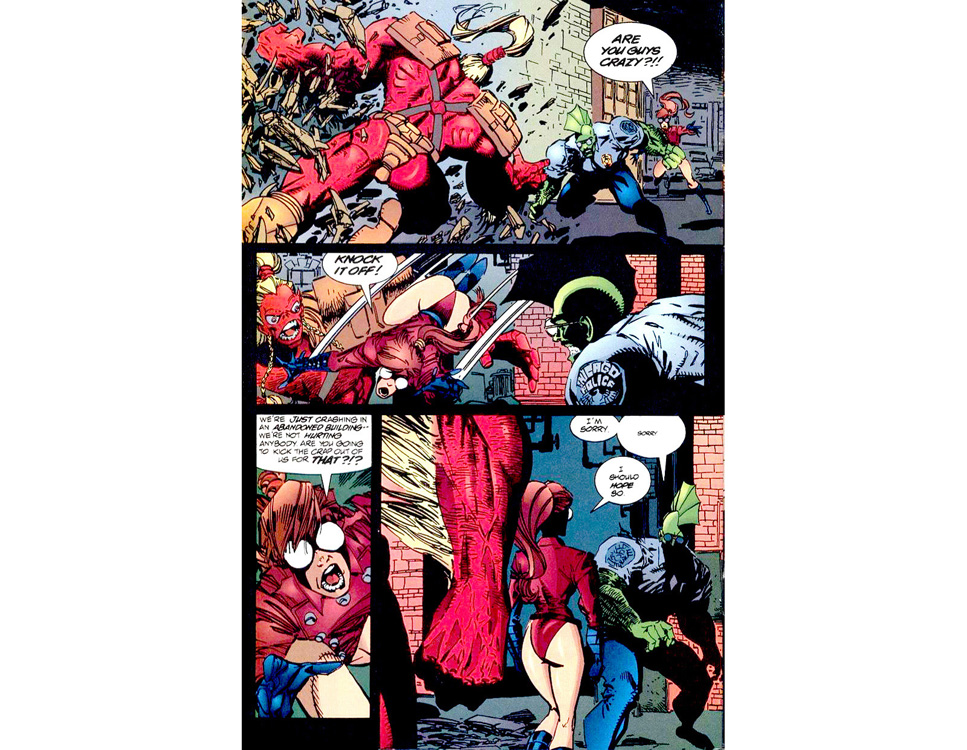 ARE
YOU GUYS
CRAZY?!!
KNOCK
IT OFF!
CHICAGO
POLICE
WE'RE JUST CRASHING IN
AN ABANDONED BUILDING--
WE'RE NOT HURTING
ANYBODY. ARE YOU GOING
TO KICK THE CRAP OUT OF
US FOR THAT?!?
I'M
SORRY.
SORRY.
I
SHOULD
HOPE
SO.